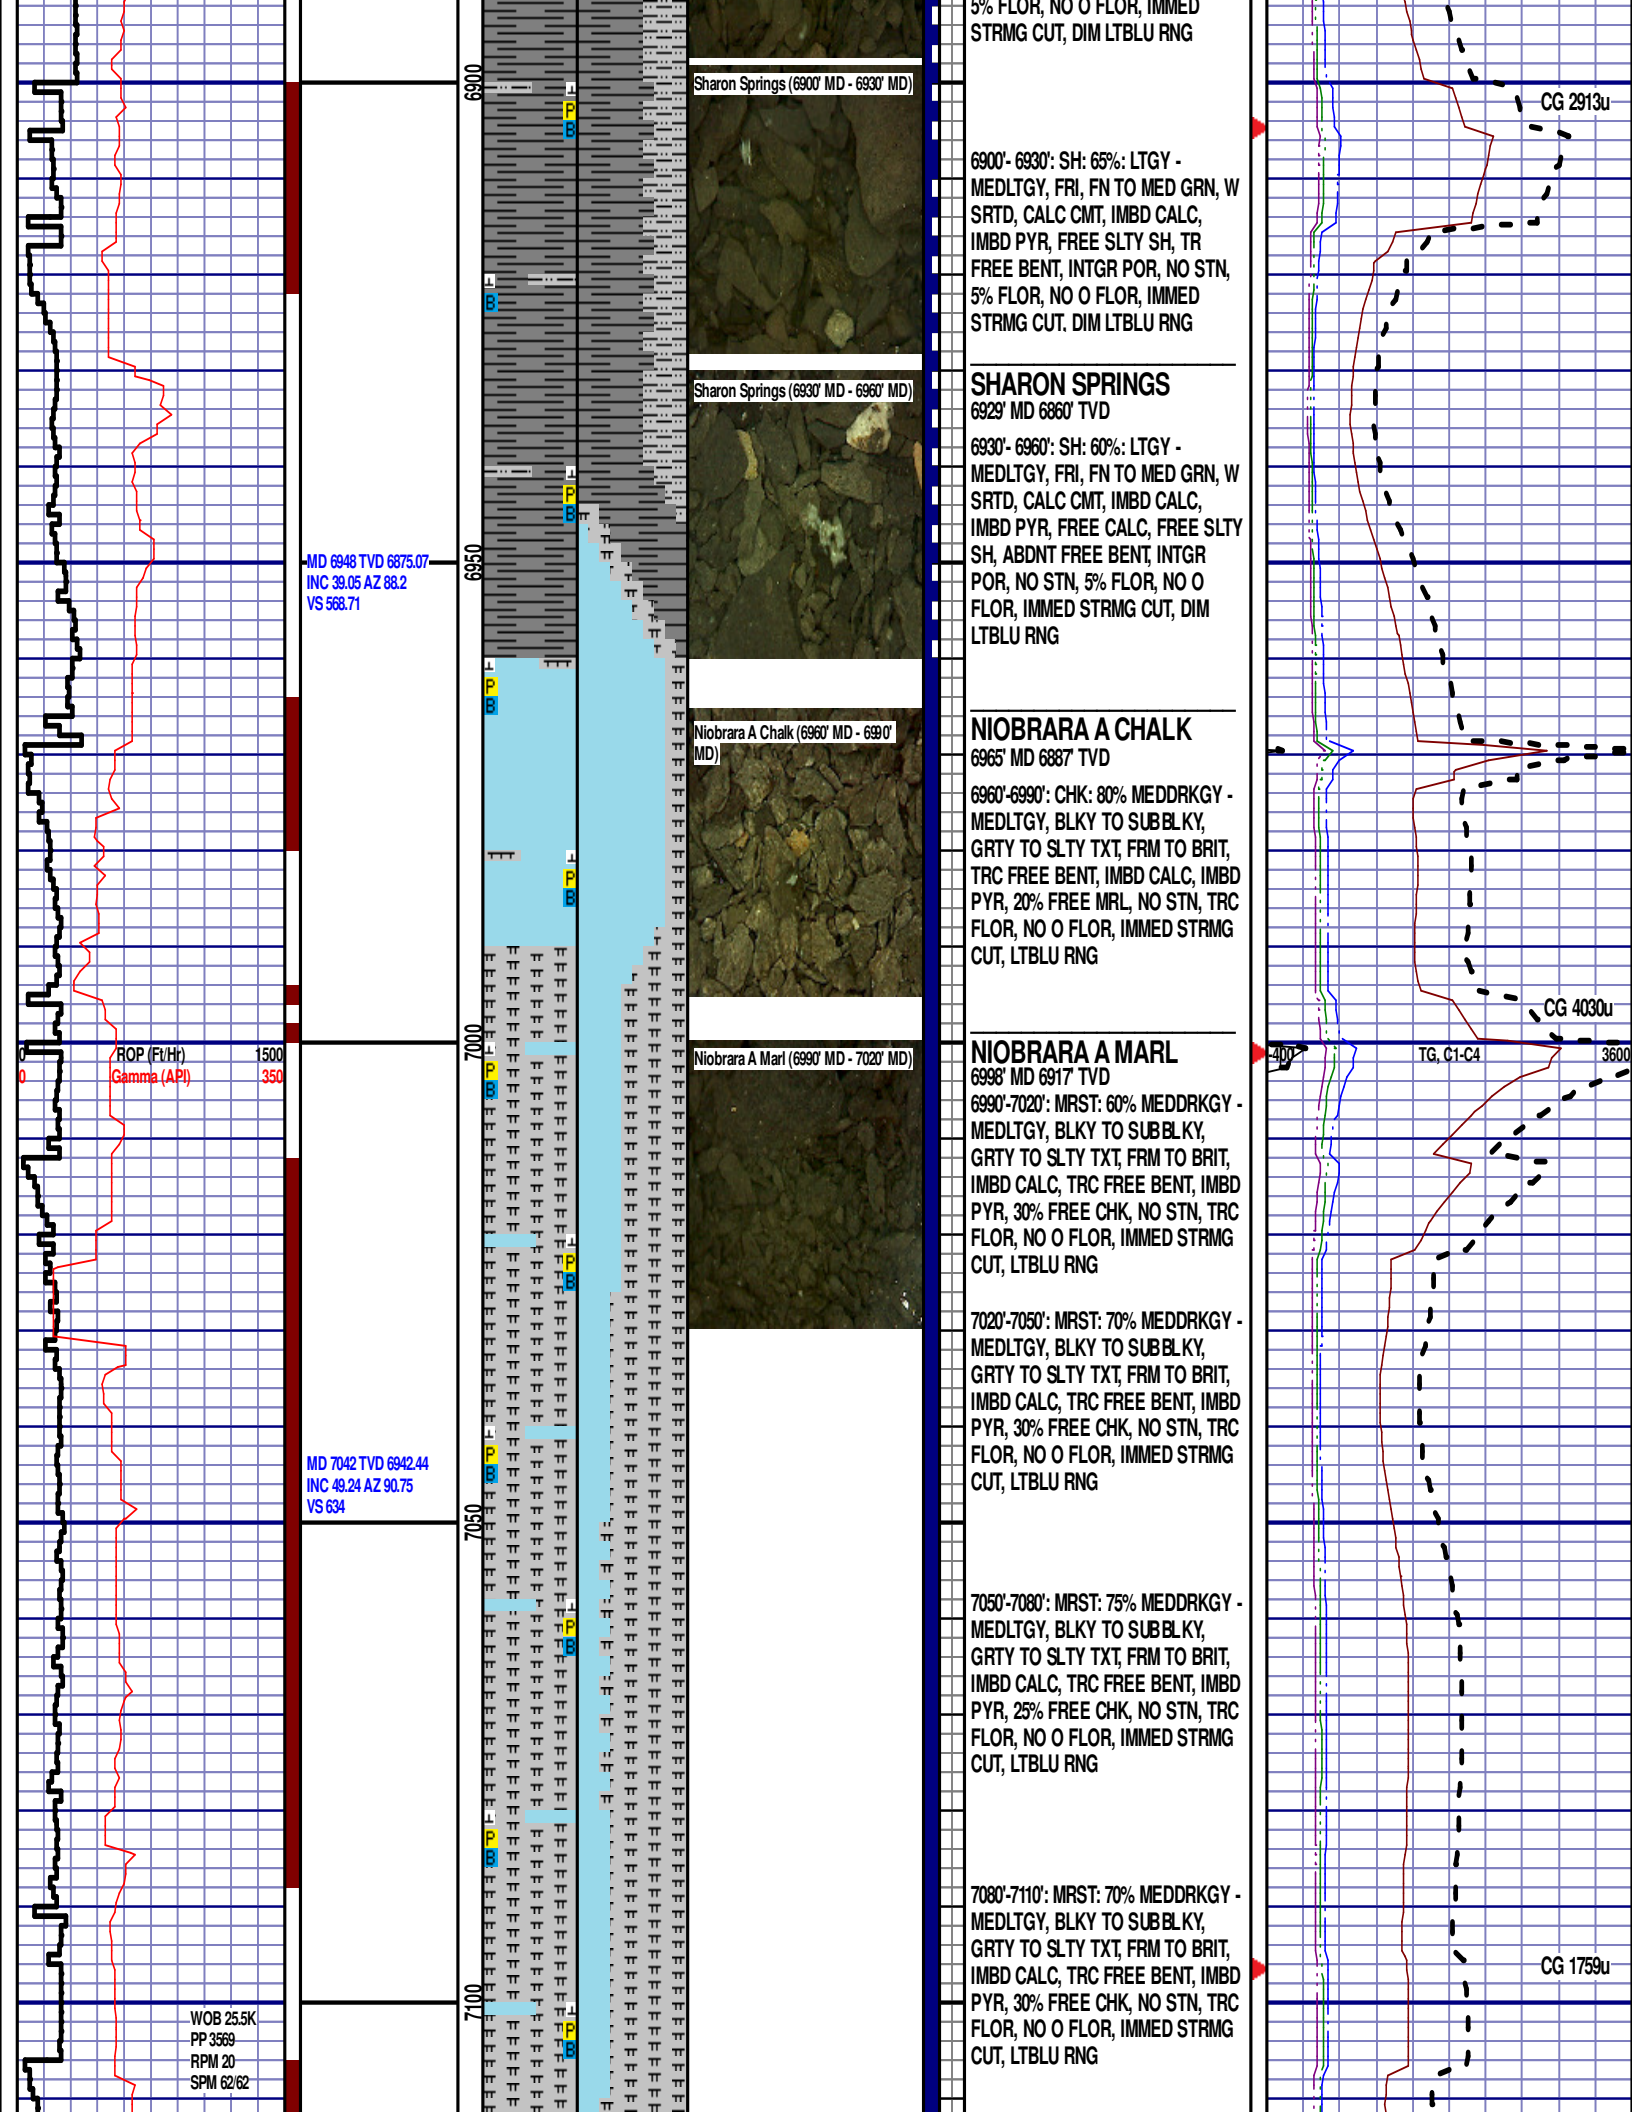 5% FLOR, NO O FLOR, IMMED
STRMG CUT, DIM LTBLU RNG
6900
Sharon Springs (6900' MD - 6930' MD)
CG 2913u
6900'- 6930': SH: 65%: LTGY -
MEDLTGY, FRI, FN TO MED GRN, W
SRTD, CALC CMT, IMBD CALC,
IMBD PYR, FREE SLTY SH, TR
FREE BENT, INTGR POR, NO STN,
5% FLOR, NO O FLOR, IMMED
STRMG CUT. DIM LTBLU RNG
P
B
B
SHARON SPRINGS
6929' MD 6860' TVD
Sharon Springs (6930' MD - 6960' MD)
6930'- 6960': SH: 60%: LTGY -
MEDLTGY, FRI, FN TO MED GRN, W
SRTD, CALC CMT, IMBD CALC,
IMBD PYR, FREE CALC, FREE SLTY
SH, ABDNT FREE BENT, INTGR
POR, NO STN, 5% FLOR, NO O
FLOR, IMMED STRMG CUT, DIM
LTBLU RNG
P
B
MD 6948 TVD 6875.07
INC 39.05 AZ 88.2
VS 568.71
6950
P
B
NIOBRARA A CHALK
6965' MD 6887' TVD
Niobrara A Chalk (6960' MD - 6990'
MD)
6960'-6990': CHK: 80% MEDDRKGY -
MEDLTGY, BLKY TO SUBBLKY,
GRTY TO SLTY TXT, FRM TO BRIT,
TRC FREE BENT, IMBD CALC, IMBD
PYR, 20% FREE MRL, NO STN, TRC
FLOR, NO O FLOR, IMMED STRMG
CUT, LTBLU RNG
P
B
CG 4030u
7000
0 ROP (Ft/Hr) 1500
0 Gamma (API) 350
-400 TG, C1-C4 3600
NIOBRARA A MARL
6998' MD 6917' TVD
Niobrara A Marl (6990' MD - 7020' MD)
6990'-7020': MRST: 60% MEDDRKGY -
MEDLTGY, BLKY TO SUBBLKY,
GRTY TO SLTY TXT, FRM TO BRIT,
IMBD CALC, TRC FREE BENT, IMBD
PYR, 30% FREE CHK, NO STN, TRC
FLOR, NO O FLOR, IMMED STRMG
CUT, LTBLU RNG
P
B
P
B
7020'-7050': MRST: 70% MEDDRKGY -
MEDLTGY, BLKY TO SUBBLKY,
GRTY TO SLTY TXT, FRM TO BRIT,
IMBD CALC, TRC FREE BENT, IMBD
PYR, 30% FREE CHK, NO STN, TRC
FLOR, NO O FLOR, IMMED STRMG
CUT, LTBLU RNG
P
B
MD 7042 TVD 6942.44
INC 49.24 AZ 90.75
VS 634
7050
7050'-7080': MRST: 75% MEDDRKGY -
MEDLTGY, BLKY TO SUBBLKY,
GRTY TO SLTY TXT, FRM TO BRIT,
IMBD CALC, TRC FREE BENT, IMBD
PYR, 25% FREE CHK, NO STN, TRC
FLOR, NO O FLOR, IMMED STRMG
CUT, LTBLU RNG
P
B
P
B
7080'-7110': MRST: 70% MEDDRKGY -
MEDLTGY, BLKY TO SUBBLKY,
GRTY TO SLTY TXT, FRM TO BRIT,
IMBD CALC, TRC FREE BENT, IMBD
PYR, 30% FREE CHK, NO STN, TRC
FLOR, NO O FLOR, IMMED STRMG
CUT, LTBLU RNG
CG 1759u
7100
P
B
WOB 25.5K
PP 3569
RPM 20
SPM 62/62